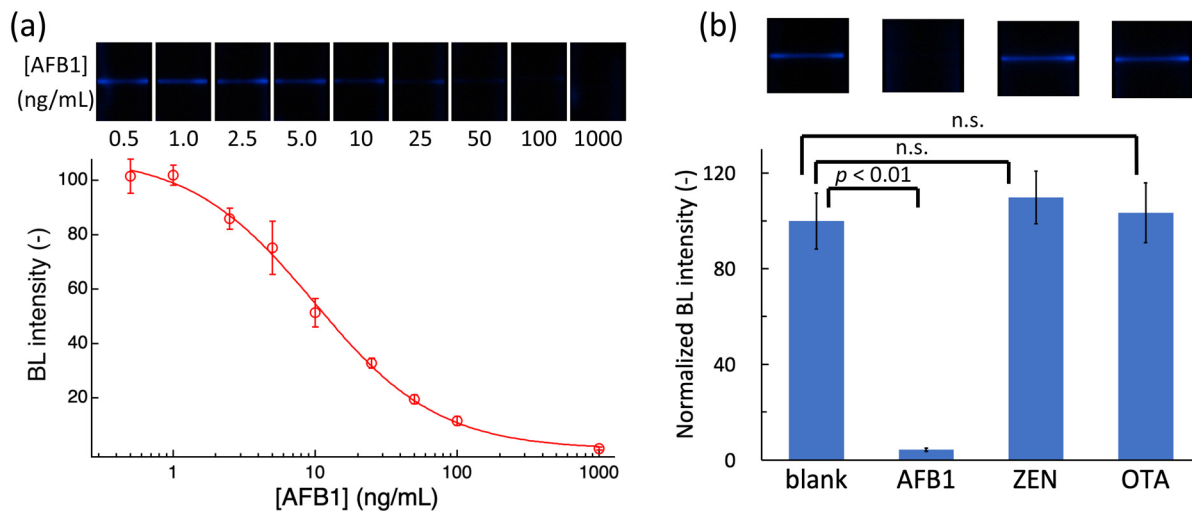 (a)
[AFB1]
(ng/mL)
0.5 1.0 2.5 5.0 10 25 50 100 1000
BL intensity (-)
100
80
60
40
20
1 10 100 1000
[AFB1] (ng/mL)
(b)
n.s.
n.s.
p < 0.01
Normalized BL intensity (-)
120
80
40
0
blank AFB1 ZEN OTA